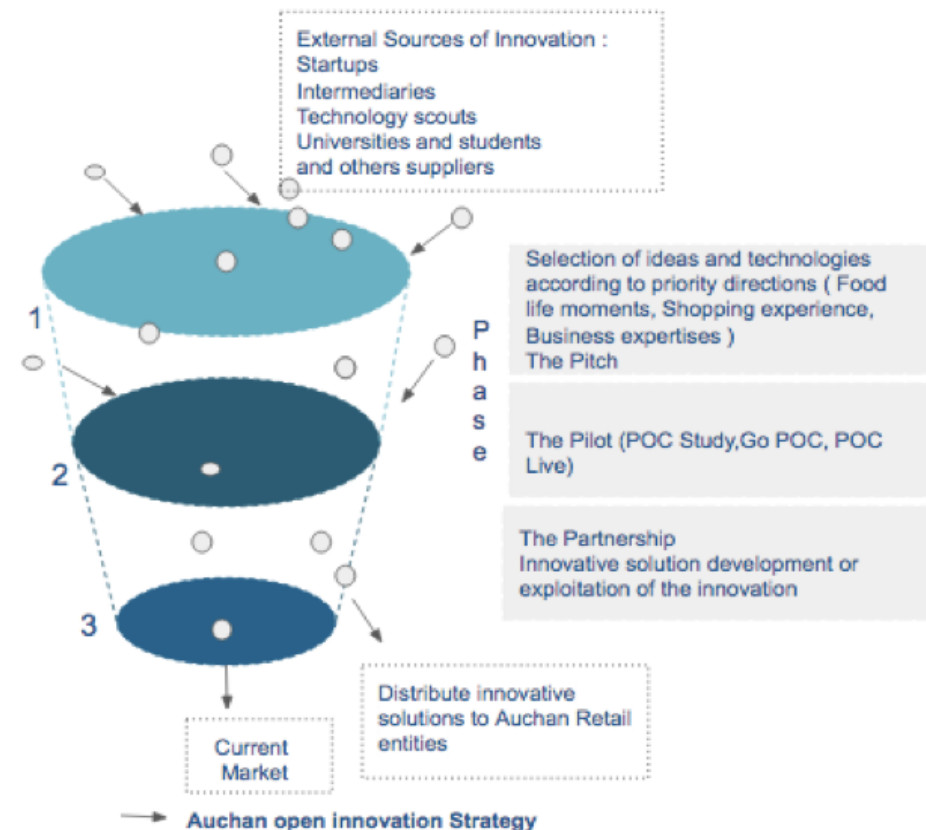 External Sources of Innovation :
Startups
Intermediaries
Technology scouts
Universities and students
and others suppliers
1
Phase
Selection of ideas and technologies
according to priority directions ( Food
life moments, Shopping experience,
Business expertises )
The Pitch
2
The Pilot (POC Study,Go POC, POC
Live)
3
The Partnership
Innovative solution development or
exploitation of the innovation
Distribute innovative
solutions to Auchan Retail
entities
Current
Market
Auchan open innovation Strategy